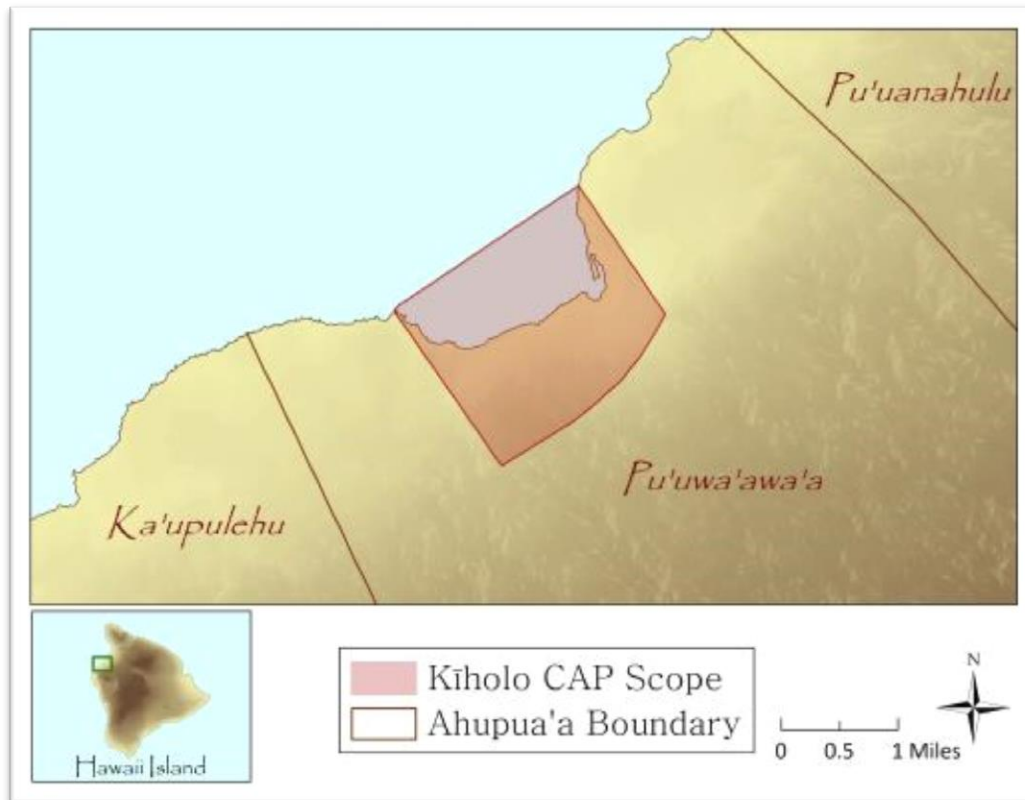 Pu'uanahulu
Pu'uwa'awa'a
Ka'upulehu
Hawaii Island
Kīholo CAP Scope
Ahupua'a Boundary
N
0 0.5 1 Miles